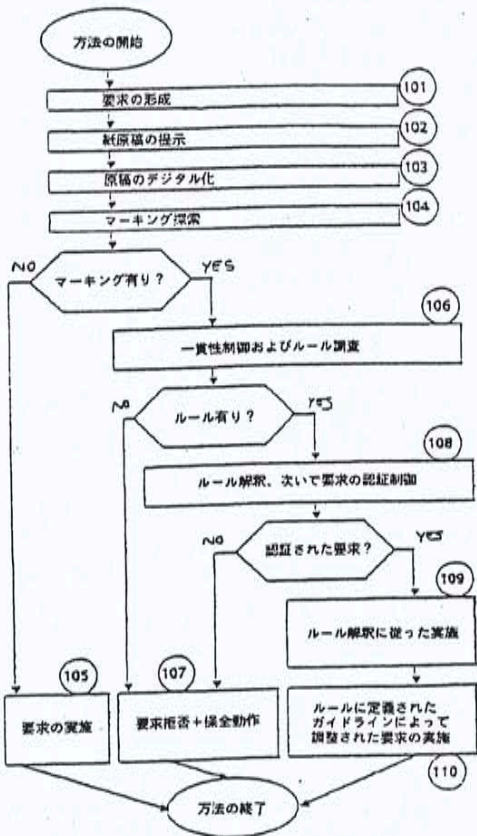 方法の開始
101
要求の形成
102
紙原稿の提示
103
原稿のデジタル化
104
マーキング探索
NO
マーキング有り?
YES
106
一貫性制御およびルール調査
NO
ルール有り?
YES
108
ルール解釈、次いで要求の認証制御
NO
認証された要求?
YES
109
ルール解釈に従った実施
105
要求の実施
107
要求拒否+保全動作
ルールに定義された
ガイドラインによって
調整された要求の実施
110
方法の終了